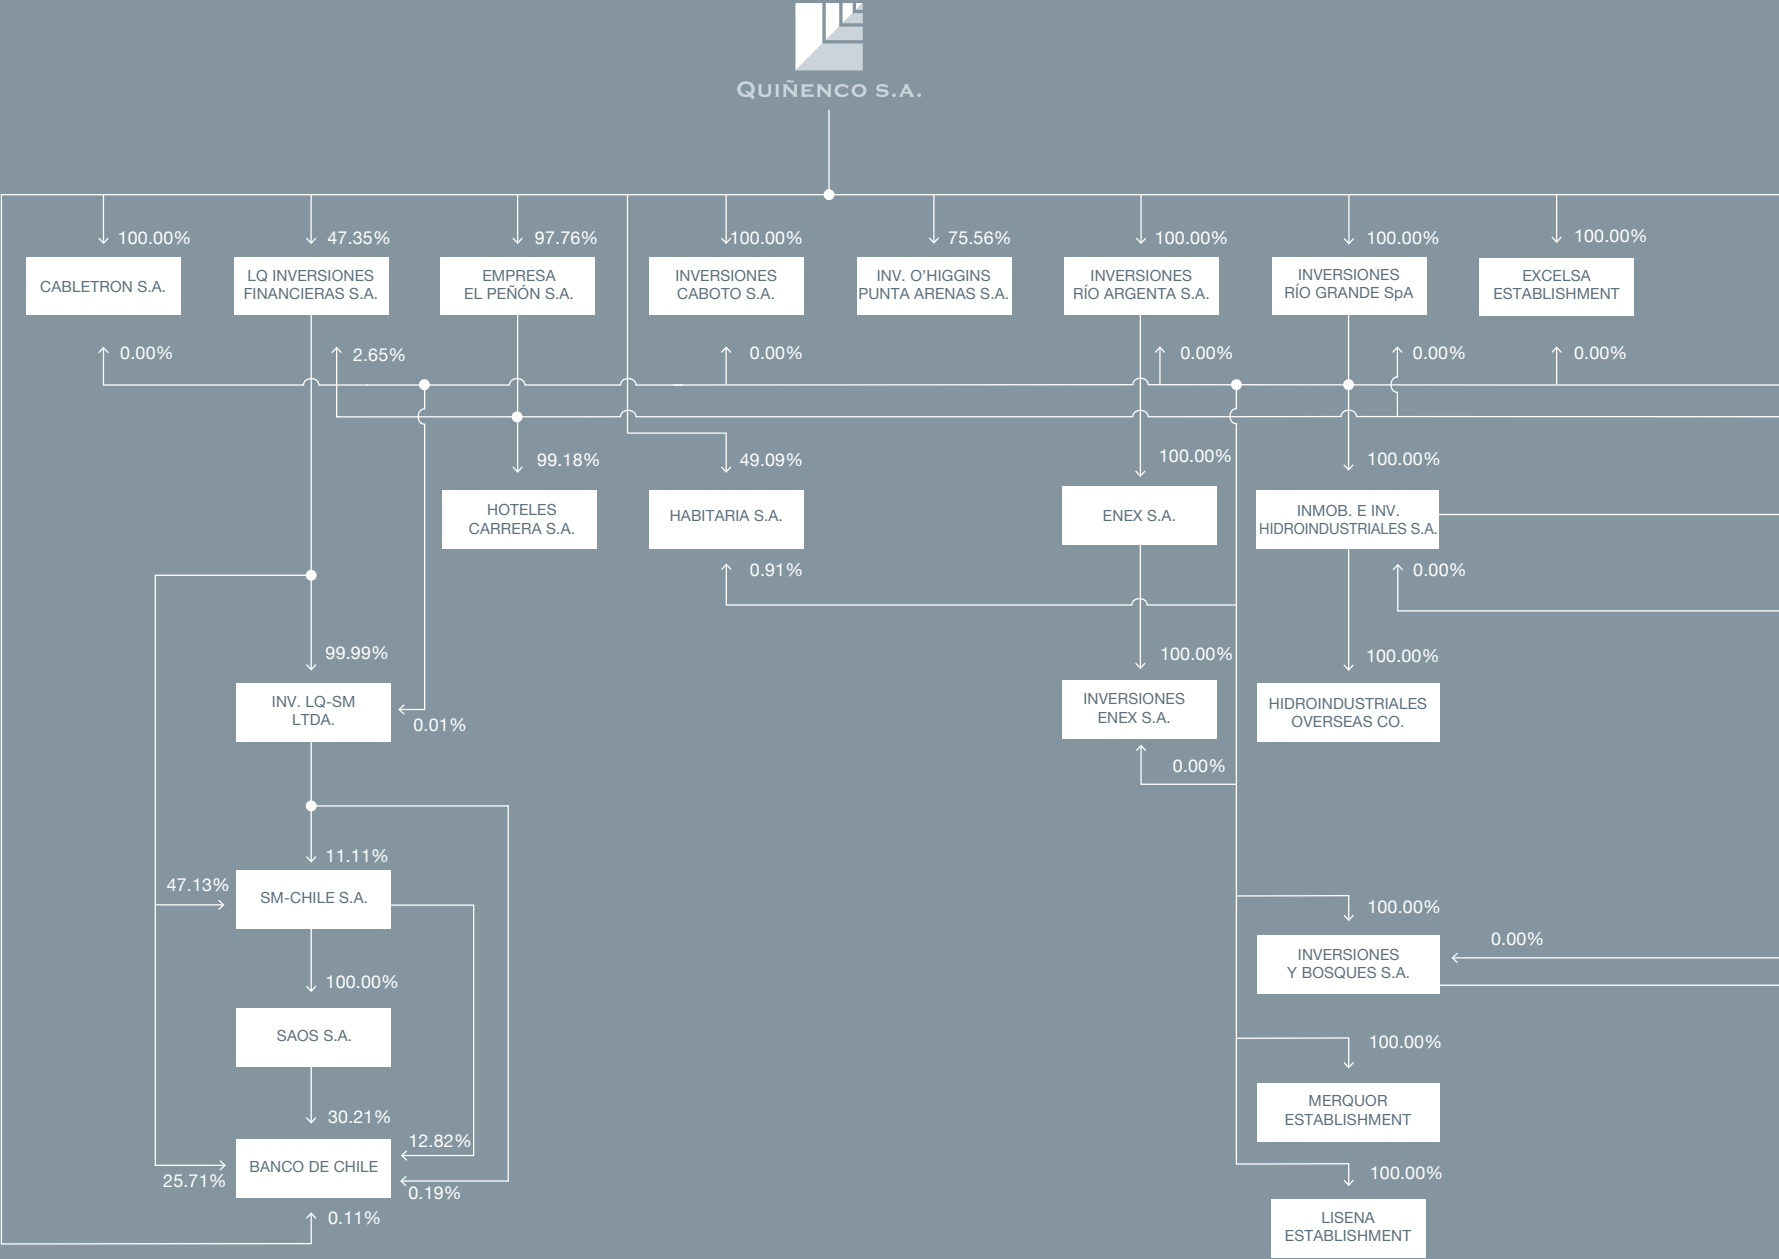 QUIÑENCO S.A.
100.00%
47.35%
97.76%
100.00%
75.56%
100.00%
100.00%
100.00%
CABLETRON S.A.
LQ INVERSIONES
FINANCIERAS S.A.
EMPRESA
EL PEÑÓN S.A.
INVERSIONES
CABOTO S.A.
INV. O'HIGGINS
PUNTA ARENAS S.A.
INVERSIONES
RÍO ARGENTA S.A.
INVERSIONES
RÍO GRANDE SpA
EXCELSA
ESTABLISHMENT
0.00%
2.65%
0.00%
0.00%
0.00%
0.00%
99.18%
49.09%
100.00%
100.00%
HOTELES
CARRERA S.A.
HABITARIA S.A.
ENEX S.A.
INMOB. E INV.
HIDROINDUSTRIALES S.A.
0.91%
0.00%
99.99%
100.00%
100.00%
INV. LQ-SM
LTDA.
0.01%
INVERSIONES
ENEX S.A.
HIDROINDUSTRIALES
OVERSEAS CO.
0.00%
11.11%
47.13%
SM-CHILE S.A.
100.00%
INVERSIONES
Y BOSQUES S.A.
0.00%
100.00%
SAOS S.A.
100.00%
MERQUOR
ESTABLISHMENT
30.21%
12.82%
BANCO DE CHILE
25.71%
0.19%
0.11%
100.00%
LISENA
ESTABLISHMENT